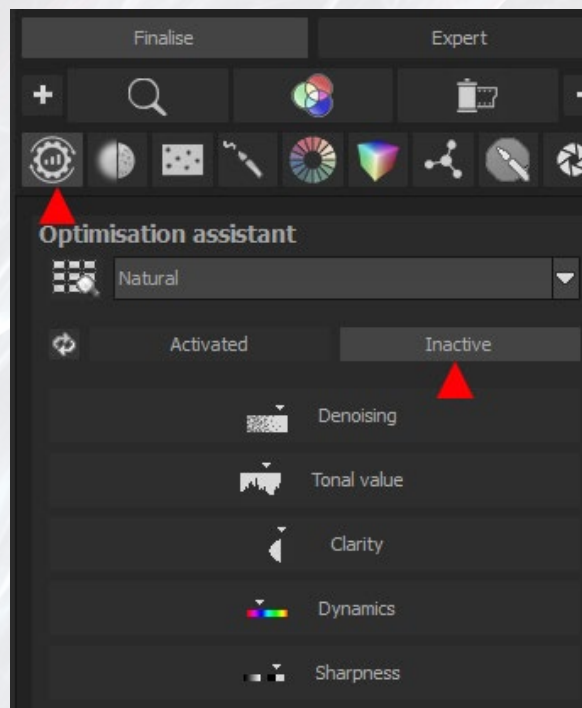 Finalise Expert
Optimisation assistant
Natural
Activated Inactive
Denoising
Tonal value
Clarity
Dynamics
Sharpness